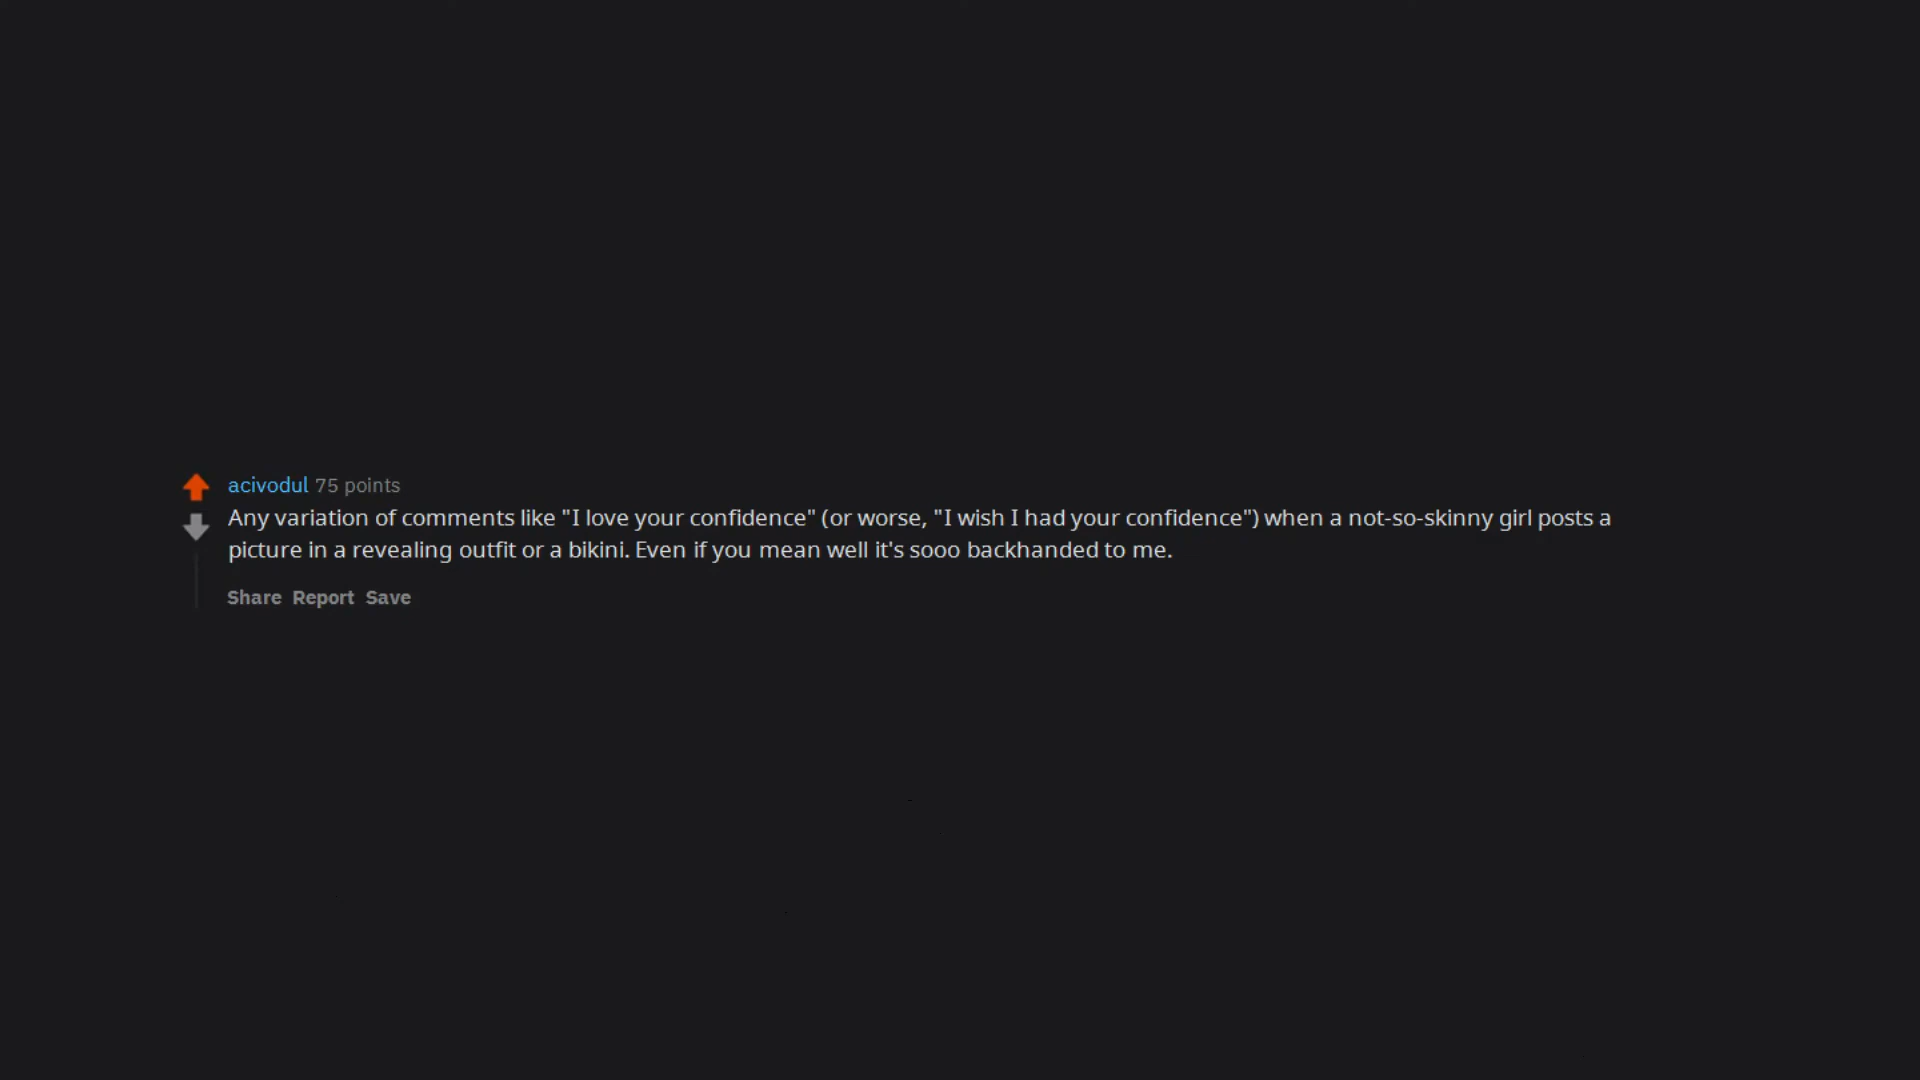 acivodul 75 points
Any variation of comments like "I love your confidence" (or worse, "I wish I had your confidence") when a not-so-skinny girl posts a
picture in a revealing outfit or a bikini. Even if you mean well it's sooo backhanded to me.
Share Report Save